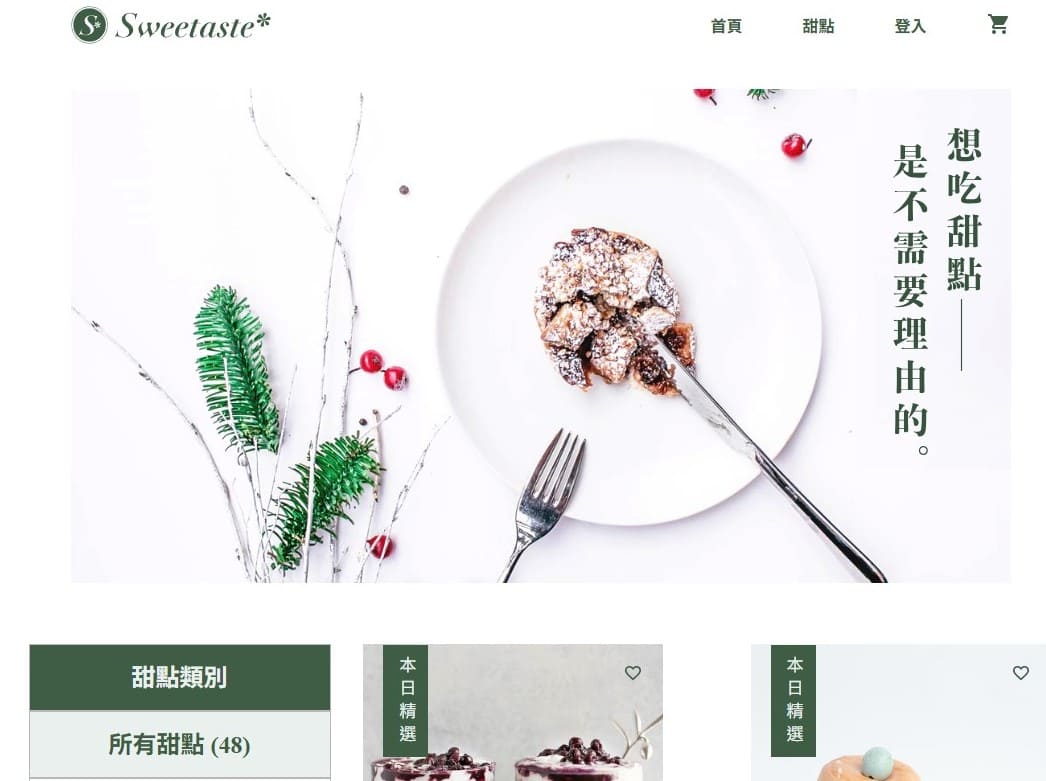 S* Sweetaste*
首頁
甜點
登入
想吃甜點——
是不需要理由的。
甜點類別
所有甜點 (48)
本日精選
本日精選